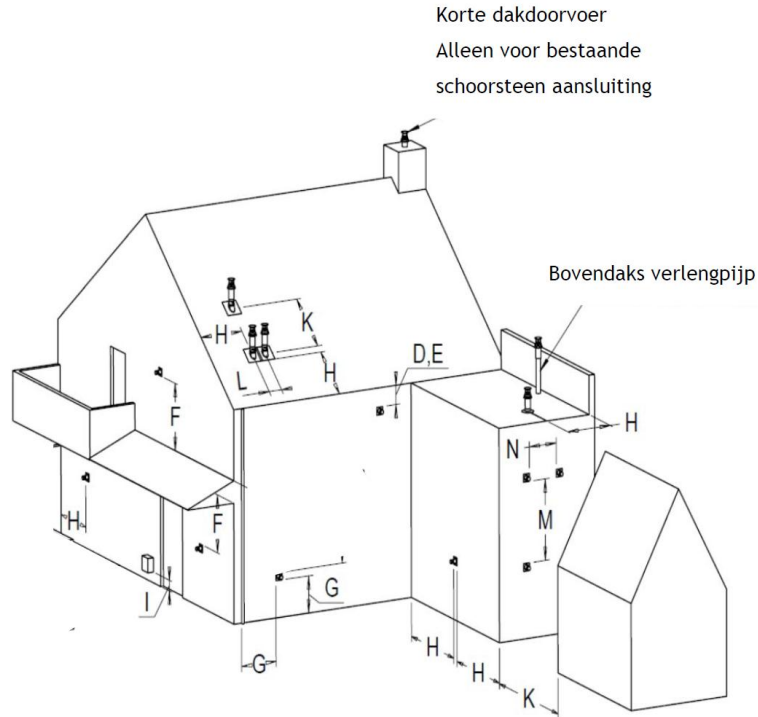 Korte dakdoorvoer
Alleen voor bestaande
schoorsteen aansluiting
Bovendaks verlengpijp
H
K
L
H
D,E
F
H
N
M
H
F
I
G
G
H
H
K